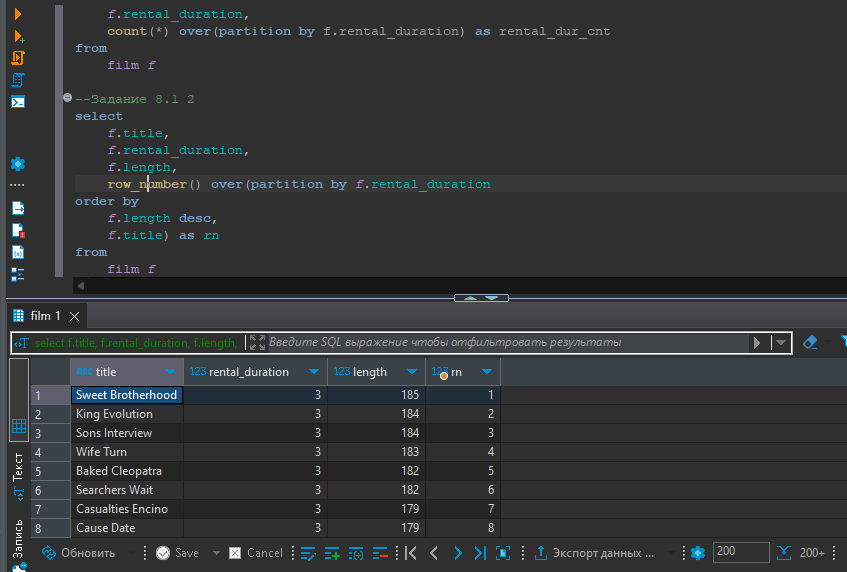 f.rental_duration,
count(*) over(partition by f.rental_duration) as rental_dur_cnt
from
film f
--Задание 8.1 2
select
f.title,
f.rental_duration,
f.length,
row_number() over(partition by f.rental_duration
order by
f.length desc,
f.title) as rn
from
film f
film 1
select f.title, f.rental_duration, f.length, Введите SQL выражение чтобы отфильтровать результаты
abc title 123 rental_duration 123 length 123 rn
1 Sweet Brotherhood 3 185 1
2 King Evolution 3 184 2
3 Sons Interview 3 184 3
4 Wife Turn 3 183 4
5 Baked Cleopatra 3 182 5
6 Searchers Wait 3 182 6
7 Casualties Encino 3 179 7
8 Cause Date 3 179 8
Текст
Запись
Обновить Save Cancel Экспорт данных ... 200 200+